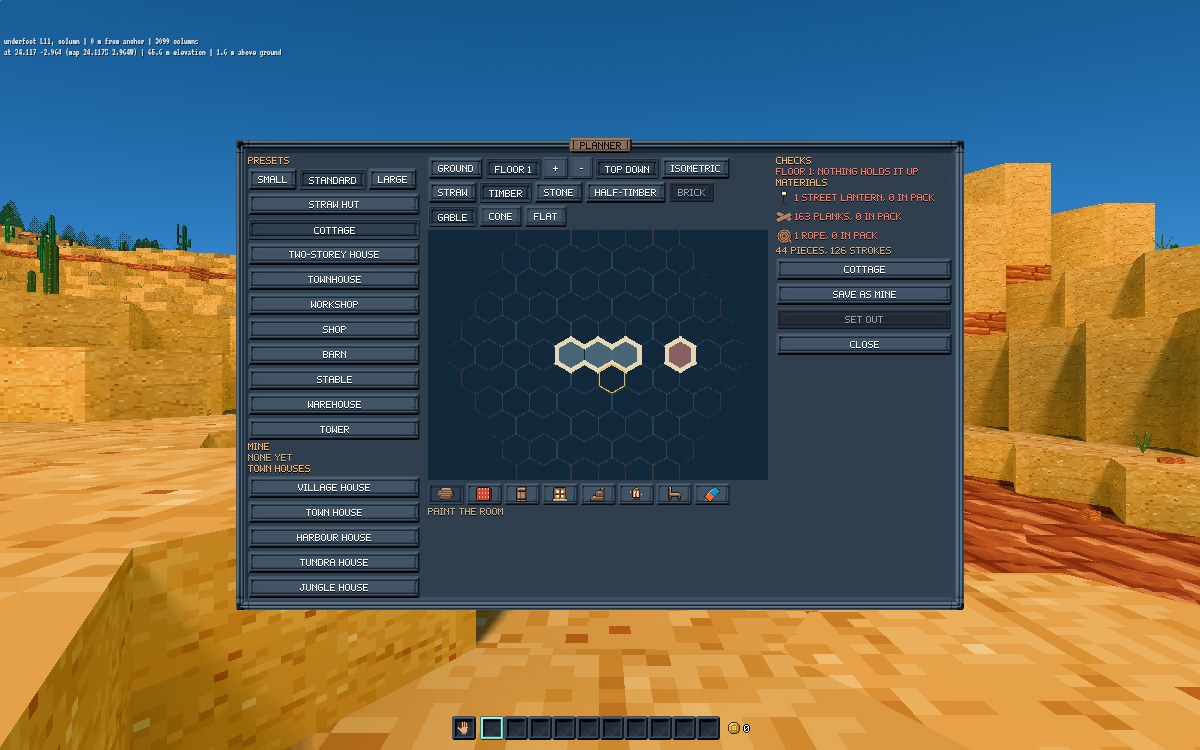 underfoot L11, column | 0 m from anchor | 3099 columns
at 24.117 -2.964 (map 24.117S 2.964W) | 65.6 m elevation | 1.6 m above ground
PLANNER
PRESETS
SMALL STANDARD LARGE
STRAW HUT
COTTAGE
TWO-STOREY HOUSE
TOWNHOUSE
WORKSHOP
SHOP
BARN
STABLE
WAREHOUSE
TOWER
MINE
NONE YET
TOWN HOUSES
VILLAGE HOUSE
TOWN HOUSE
HARBOUR HOUSE
TUNDRA HOUSE
JUNGLE HOUSE
GROUND FLOOR 1 + - TOP DOWN ISOMETRIC
STRAW TIMBER STONE HALF-TIMBER BRICK
GABLE CONE FLAT
PAINT THE ROOM
CHECKS
FLOOR 1: NOTHING HOLDS IT UP
MATERIALS
1 STREET LANTERN, 0 IN PACK
163 PLANKS, 0 IN PACK
1 ROPE, 0 IN PACK
44 PIECES, 126 STROKES
COTTAGE
SAVE AS MINE
SET OUT
CLOSE
0